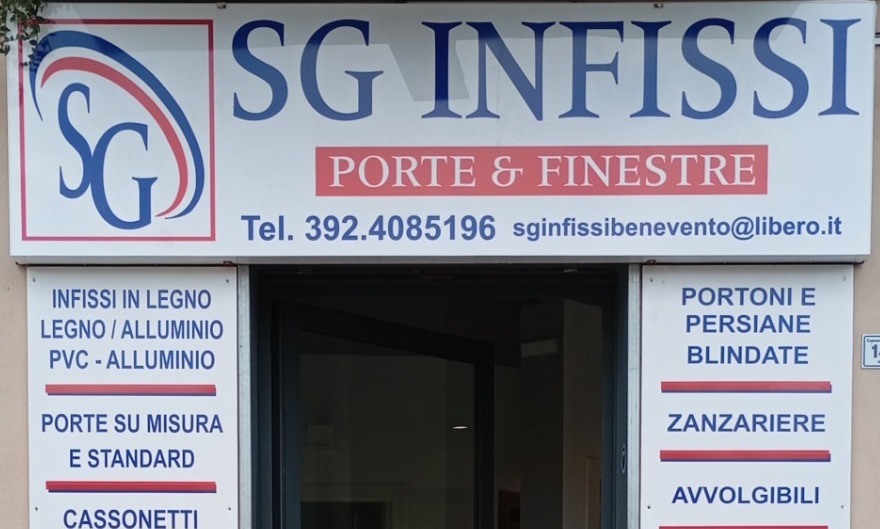 SG
SG INFISSI
PORTE & FINESTRE
Tel. 392.4085196 sginfissibenevento@libero.it
INFISSI IN LEGNO
LEGNO / ALLUMINIO
PVC - ALLUMINIO
PORTE SU MISURA
E STANDARD
CASSONETTI
PORTONI E
PERSIANE
BLINDATE
ZANZARIERE
AVVOLGIBILI